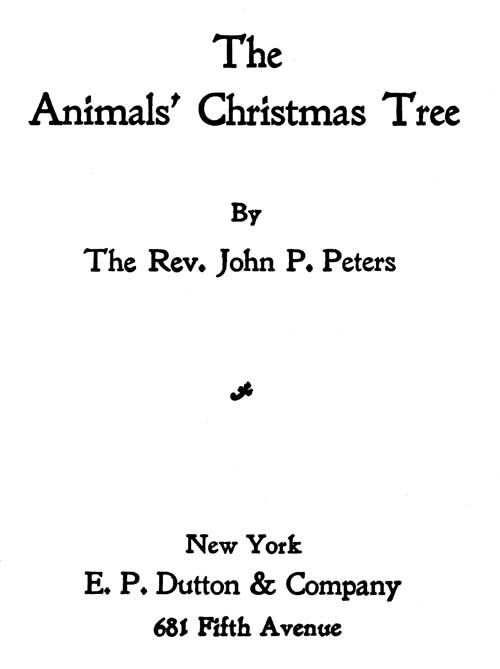 The
Animals' Christmas Tree
By
The Rev. John P. Peters
New York
E. P. Dutton & Company
681 Fifth Avenue